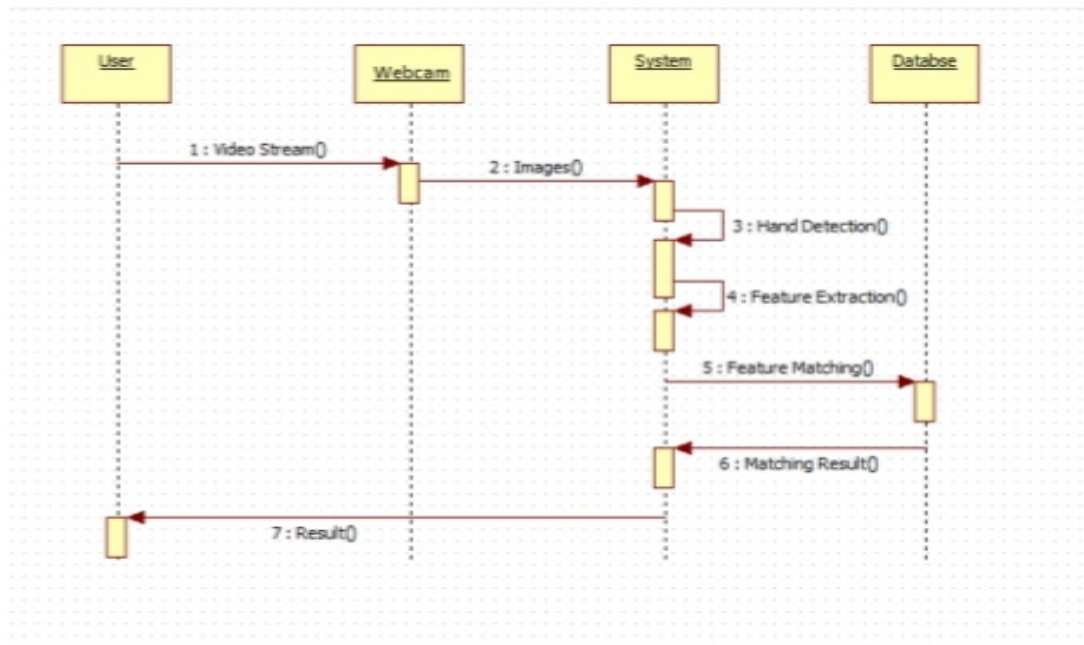 User
Webcam
System
Databse
1 : Video Stream()
2 : Images()
3 : Hand Detection()
4 : Feature Extraction()
5 : Feature Matching()
6 : Matching Result()
7 : Result()